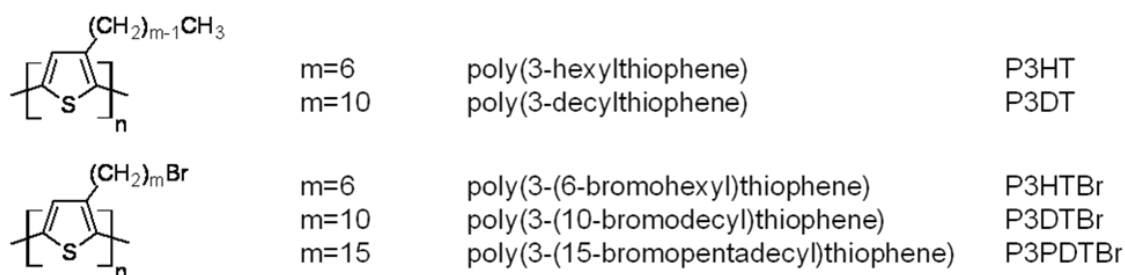 (CH2)m-1CH3
S
n
m=6 poly(3-hexylthiophene) P3HT
m=10 poly(3-decylthiophene) P3DT
(CH2)mBr
S
n
m=6 poly(3-(6-bromohexyl)thiophene) P3HTBr
m=10 poly(3-(10-bromodecyl)thiophene) P3DTBr
m=15 poly(3-(15-bromopentadecyl)thiophene) P3PDTBr